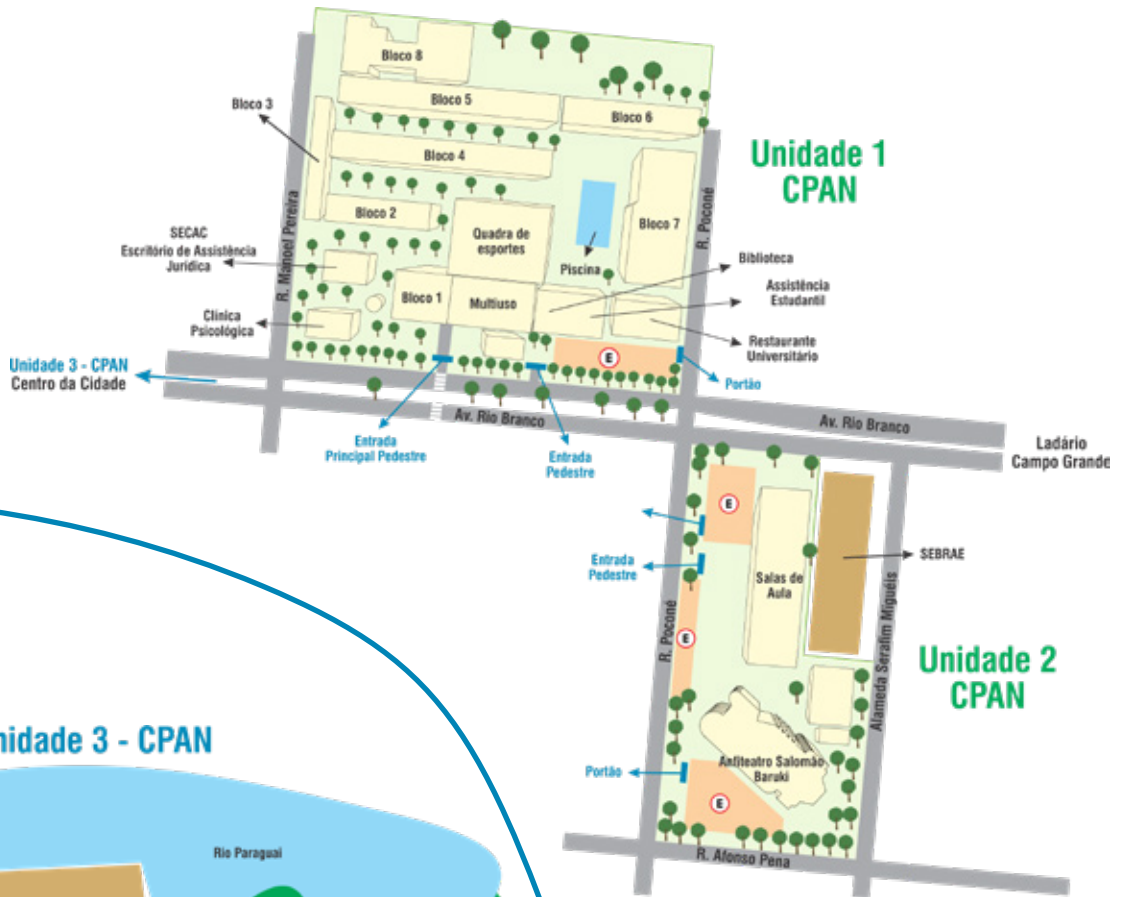 Bloco 8
Bloco 5
Bloco 6
Bloco 3
Bloco 4
Unidade 1
CPAN
Bloco 2
Bloco 7
R. Poconé
R. Manoel Pereira
SECAC
Escritório de Assistência
Jurídica
Quadra de
esportes
Piscina
Biblioteca
Assistência
Estudantil
Bloco 1
Multiuso
Clínica
Psicológica
Restaurante
Universitário
E
Portão
Unidade 3 - CPAN
Centro da Cidade
Av. Rio Branco
Av. Rio Branco
Entrada
Principal Pedestre
Entrada
Pedestre
Ladário
Campo Grande
E
SEBRAE
Entrada
Pedestre
Salas de
Aula
R. Poconé
Alameda Serafim Miguéis
E
Unidade 2
CPAN
Anfiteatro Salomão
Baruki
Portão
E
R. Afonso Pena
nidade 3 - CPAN
Rio Paraguai